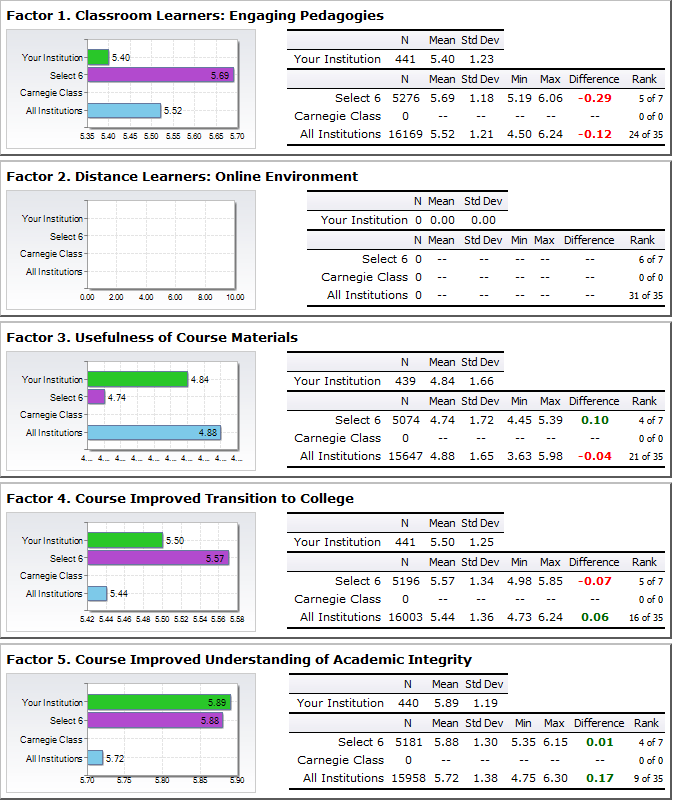 Factor 1. Classroom Learners: Engaging Pedagogies
N Mean Std Dev
Your Institution 441 5.40 1.23
N Mean Std Dev Min Max Difference Rank
Select 6 5276 5.69 1.18 5.19 6.06 -0.29 5 of 7
Carnegie Class 0 -- -- -- -- -- 0 of 0
All Institutions 16169 5.52 1.21 4.50 6.24 -0.12 24 of 35
Your Institution 5.40
Select 6 5.69
Carnegie Class
All Institutions 5.52
5.35 5.40 5.45 5.50 5.55 5.60 5.65 5.70
Factor 2. Distance Learners: Online Environment
N Mean Std Dev
Your Institution 0 0.00 0.00
N Mean Std Dev Min Max Difference Rank
Select 6 0 -- -- -- -- -- 6 of 7
Carnegie Class 0 -- -- -- -- -- 0 of 0
All Institutions 0 -- -- -- -- -- 31 of 35
Your Institution
Select 6
Carnegie Class
All Institutions
0.00 2.00 4.00 6.00 8.00 10.00
Factor 3. Usefulness of Course Materials
N Mean Std Dev
Your Institution 439 4.84 1.66
N Mean Std Dev Min Max Difference Rank
Select 6 5074 4.74 1.72 4.45 5.39 0.10 4 of 7
Carnegie Class 0 -- -- -- -- -- 0 of 0
All Institutions 15647 4.88 1.65 3.63 5.98 -0.04 21 of 35
Your Institution 4.84
Select 6 4.74
Carnegie Class
All Institutions 4.88
4... 4... 4... 4... 4... 4... 4... 4... 4... 4...
Factor 4. Course Improved Transition to College
N Mean Std Dev
Your Institution 441 5.50 1.25
N Mean Std Dev Min Max Difference Rank
Select 6 5196 5.57 1.34 4.98 5.85 -0.07 5 of 7
Carnegie Class 0 -- -- -- -- -- 0 of 0
All Institutions 16003 5.44 1.36 4.73 6.24 0.06 16 of 35
Your Institution 5.50
Select 6 5.57
Carnegie Class
All Institutions 5.44
5.42 5.44 5.46 5.48 5.50 5.52 5.54 5.56 5.58
Factor 5. Course Improved Understanding of Academic Integrity
N Mean Std Dev
Your Institution 440 5.89 1.19
N Mean Std Dev Min Max Difference Rank
Select 6 5181 5.88 1.30 5.35 6.15 0.01 4 of 7
Carnegie Class 0 -- -- -- -- -- 0 of 0
All Institutions 15958 5.72 1.38 4.75 6.30 0.17 9 of 35
Your Institution 5.89
Select 6 5.88
Carnegie Class
All Institutions 5.72
5.70 5.75 5.80 5.85 5.90